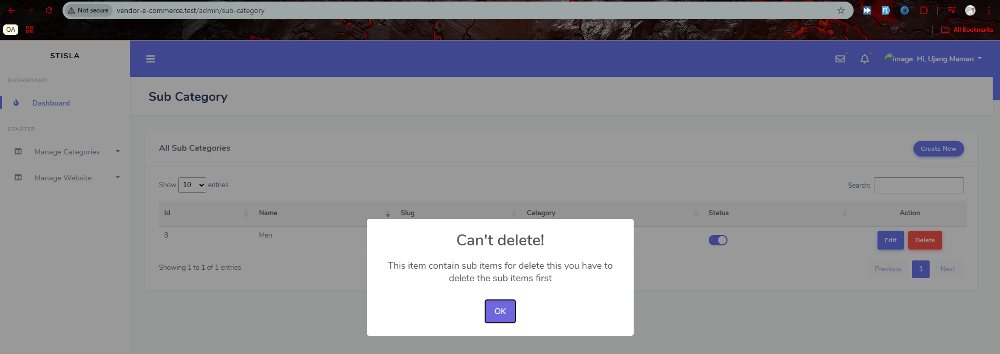 Not secure
vendor-e-commerce.test/admin/sub-category
QA
All Bookmarks
STISLA
image Hi, Ujang Maman
DASHBOARD
Dashboard
STARTER
Manage Categories
Manage Website
Sub Category
All Sub Categories
Create New
Show 10 entries
Search:
Id Name Slug Category Status Action
8 Men Edit Delete
Showing 1 to 1 of 1 entries
Previous 1 Next
Can't delete!
This item contain sub items for delete this you have to
delete the sub items first
OK